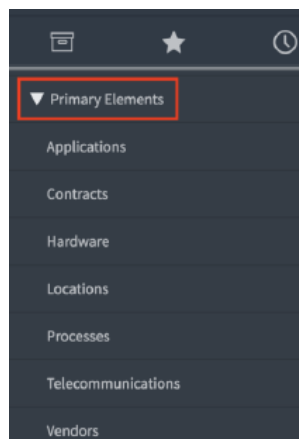 Primary Elements
Applications
Contracts
Hardware
Locations
Processes
Telecommunications
Vendors